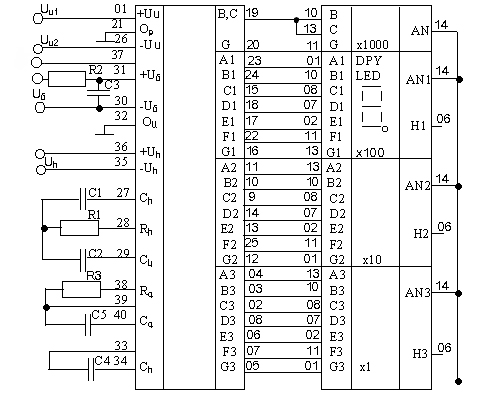 Uu1 01 +Uu B,C 19 10 B
21 Op 13 C AN 14
Uu2 26 -Uu G 20 11 G x1000
37 A1 23 01 A1 DPY
R2 31 +Uб B1 24 10 B1 LED AN1 14
C3 C1 15 08 C1
Uб 30 -Uб D1 18 07 D1
32 E1 17 02 E1 H1 06
F1 22 11 F1
G1 16 13 G1 x100
Uh 36 +Uh A2 11 13 A2
35 -Uh B2 10 10 B2 AN2 14
C1 27 Ch C2 9 08 C2
D2 14 07 D2
R1 28 Rh E2 13 02 E2 H2 06
F2 25 11 F2
C2 29 G2 12 01 G2 x10
R3 A3 04 13 A3
38 B3 03 10 B3 AN3 14
39 C3 02 08 C3
C5 40 D3 08 07 D3
E3 06 02 E3
33 F3 07 11 F3 H3 06
C4 34 Ch G3 05 01 G3 x1